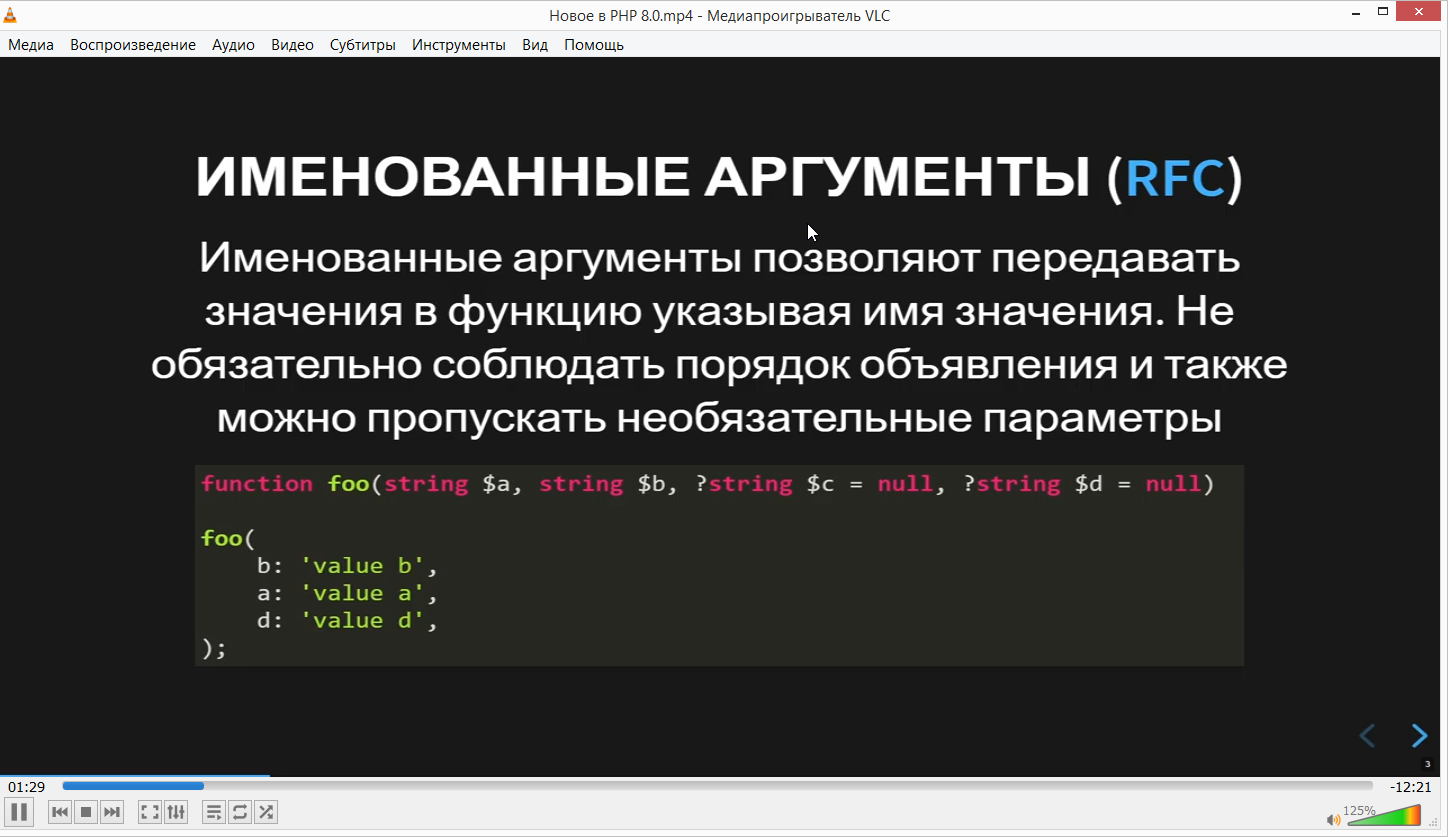 Новое в PHP 8.0.mp4 - Медиапроигрыватель VLC
Медиа Воспроизведение Аудио Видео Субтитры Инструменты Вид Помощь
ИМЕНОВАННЫЕ АРГУМЕНТЫ (RFC)
Именованные аргументы позволяют передавать
значения в функцию указывая имя значения. Не
обязательно соблюдать порядок объявления и также
можно пропускать необязательные параметры
function foo(string $a, string $b, ?string $c = null, ?string $d = null)
foo(
    b: 'value b',
    a: 'value a',
    d: 'value d',
);
3
01:29 -12:21
125%